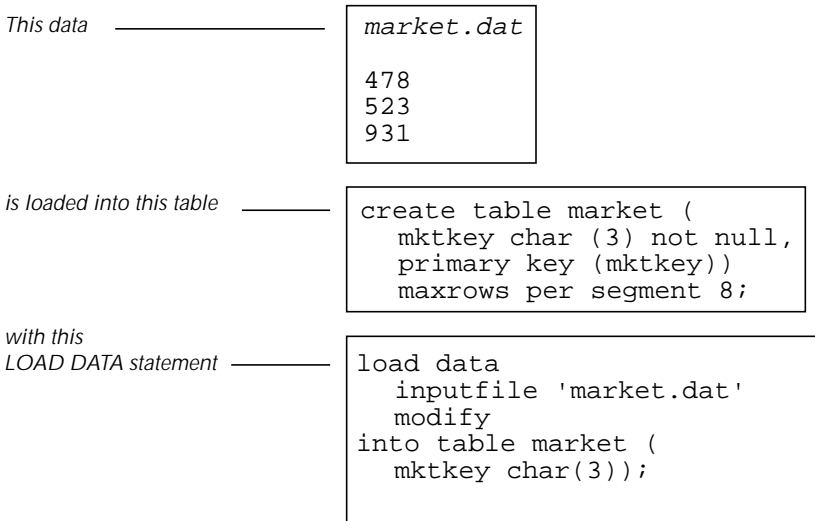 This data
market.dat
478
523
931
is loaded into this table
create table market (
mktkey char (3) not null,
primary key (mktkey))
maxrows per segment 8;
with this
LOAD DATA statement
load data
inputfile 'market.dat'
modify
into table market (
mktkey char(3));